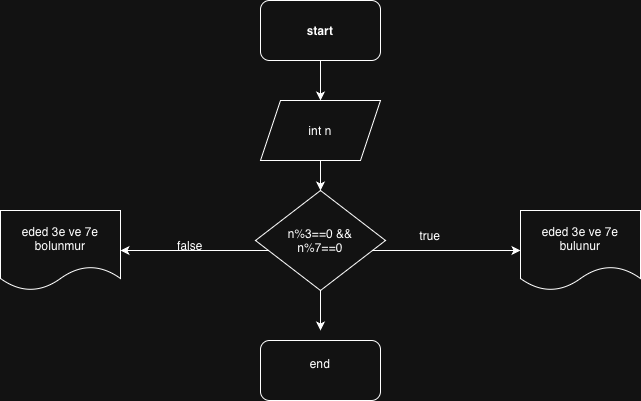 start
int n
n%3==0 &&
n%7==0
eded 3e ve 7e
bolunmur
false
true
eded 3e ve 7e
bulunur
end